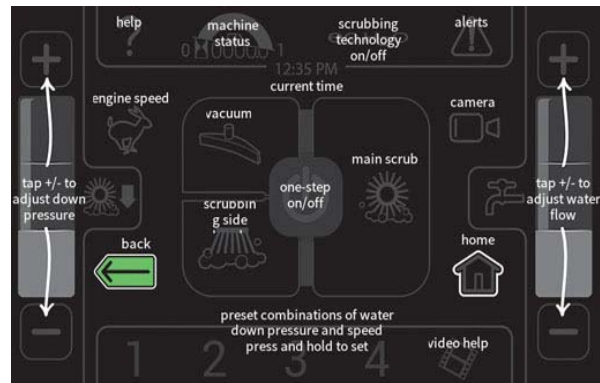 help
machine
status
scrubbing
technology
on/off
alerts
12:35 PM
current time
engine speed
vacuum
camera
main scrub
one-step
on/off
tap +/- to
adjust down
pressure
tap +/- to
adjust water
flow
scrubbin
g side
back
home
preset combinations of water
down pressure and speed
press and hold to set
1 2 3 4
video help